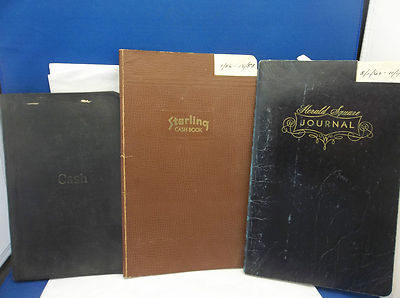 Cash
Sterling
CASH BOOK
Herald Square
JOURNAL